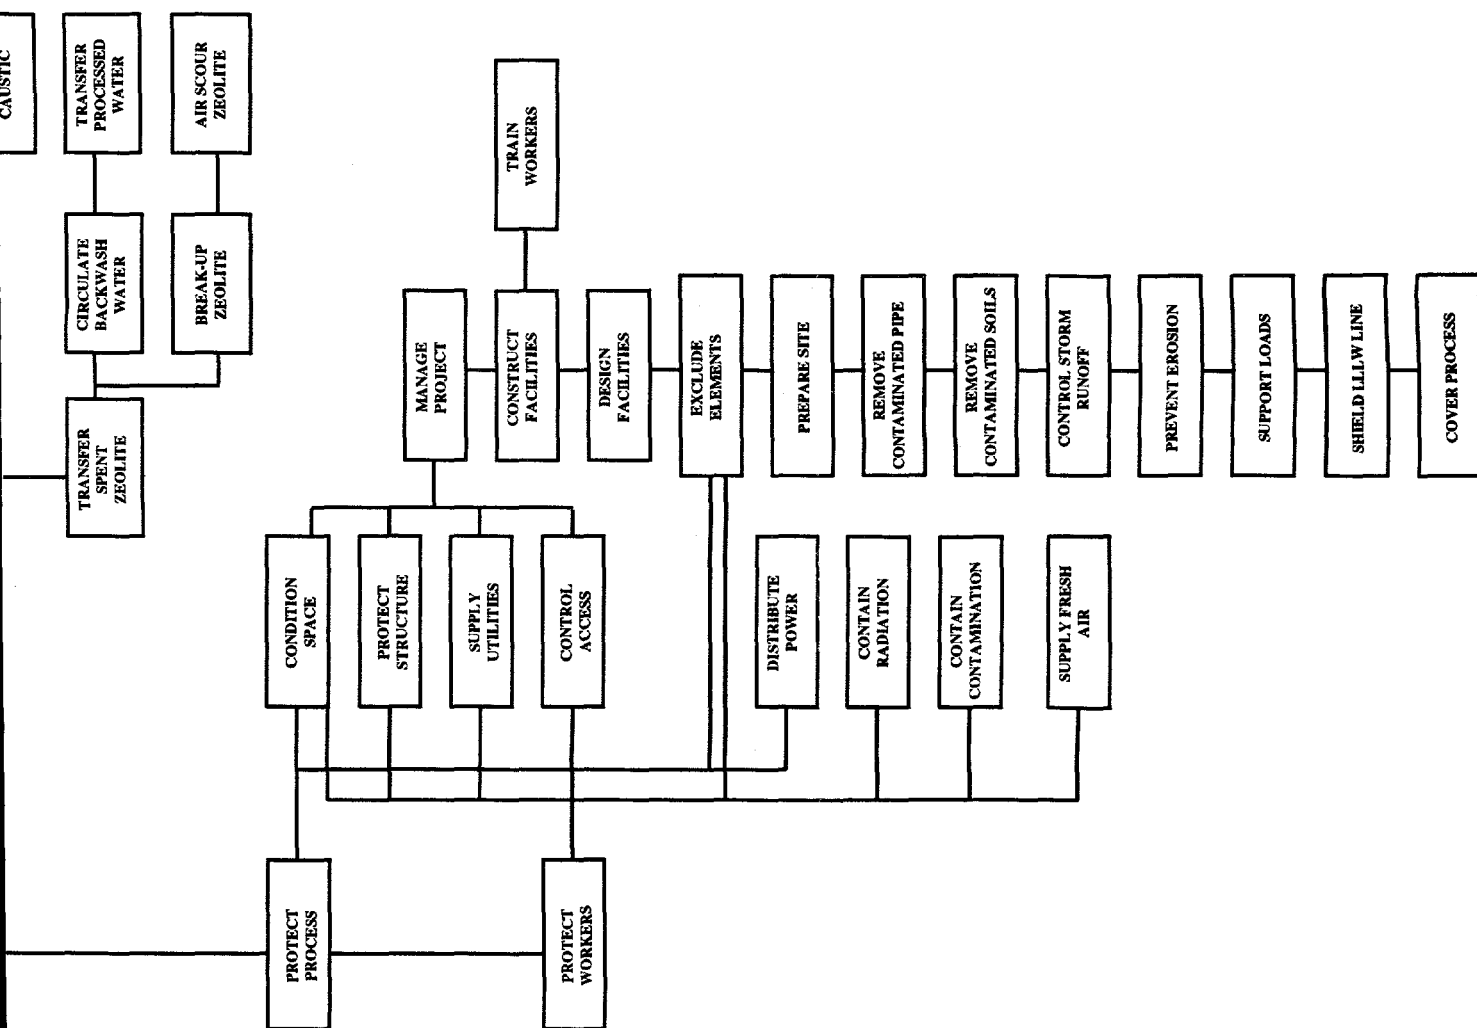 CAUSTIC
TRANSFER
PROCESSED
WATER
AIR SCOUR
ZEOLITE
CIRCULATE
BACKWASH
WATER
BREAK-UP
ZEOLITE
TRANSFER
SPENT
ZEOLITE
TRAIN
WORKERS
MANAGE
PROJECT
CONSTRUCT
FACILITIES
DESIGN
FACILITIES
EXCLUDE
ELEMENTS
PREPARE SITE
REMOVE
CONTAMINATED PIPE
REMOVE
CONTAMINATED SOILS
CONTROL STORM
RUNOFF
PREVENT EROSION
SUPPORT LOADS
SHIELD LLLW LINE
COVER PROCESS
CONDITION
SPACE
PROTECT
STRUCTURE
SUPPLY
UTILITIES
CONTROL
ACCESS
DISTRIBUTE
POWER
CONTAIN
RADIATION
CONTAIN
CONTAMINATION
SUPPLY FRESH
AIR
PROTECT
PROCESS
PROTECT
WORKERS